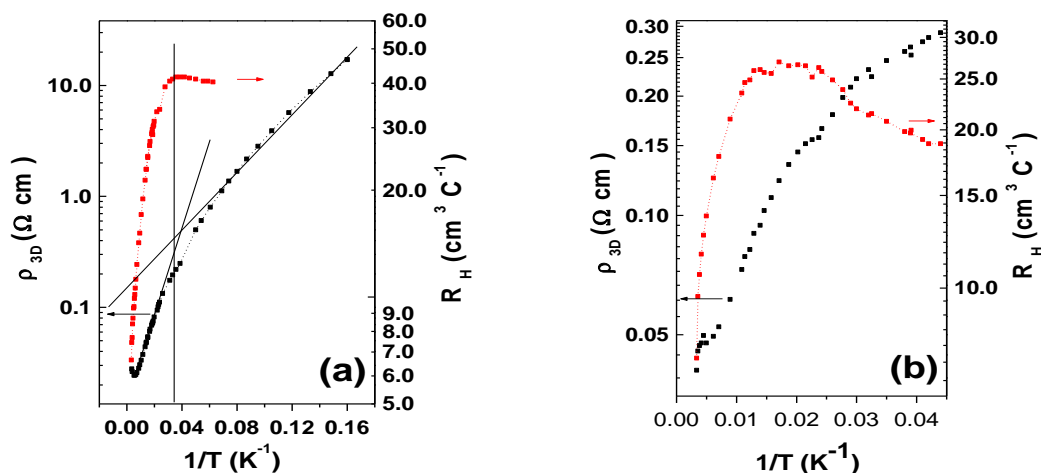 10.0
1.0
0.1
ρ 3D (Ω cm)
60.0
50.0
40.0
30.0
20.0
9.0
8.0
7.0
6.0
5.0
R H (cm³ C⁻¹)
(a)
0.00 0.04 0.08 0.12 0.16
1/T (K⁻¹)
0.30
0.25
0.20
0.15
0.10
0.05
ρ 3D (Ω cm)
30.0
25.0
20.0
15.0
10.0
R H (cm³ C⁻¹)
(b)
0.00 0.01 0.02 0.03 0.04
1/T (K⁻¹)